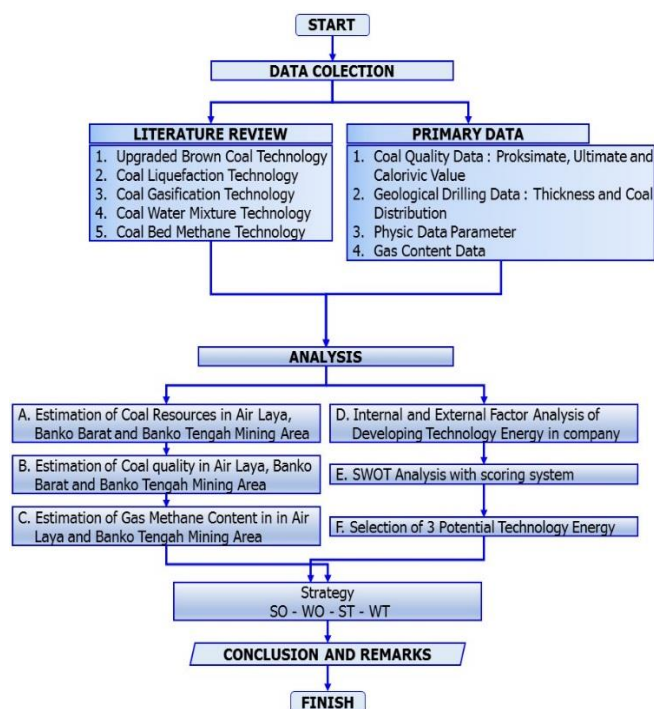 START
DATA COLECTION
LITERATURE REVIEW
1. Upgraded Brown Coal Technology
2. Coal Liquefaction Technology
3. Coal Gasification Technology
4. Coal Water Mixture Technology
5. Coal Bed Methane Technology
PRIMARY DATA
1. Coal Quality Data : Proksimate, Ultimate and
Calorivic Value
2. Geological Drilling Data : Thickness and Coal
Distribution
3. Physic Data Parameter
4. Gas Content Data
ANALYSIS
A. Estimation of Coal Resources in Air Laya,
Banko Barat and Banko Tengah Mining Area
B. Estimation of Coal quality in Air Laya, Banko
Barat and Banko Tengah Mining Area
C. Estimation of Gas Methane Content in in Air
Laya and Banko Tengah Mining Area
D. Internal and External Factor Analysis of
Developing Technology Energy in company
E. SWOT Analysis with scoring system
F. Selection of 3 Potential Technology Energy
Strategy
SO - WO - ST - WT
CONCLUSION AND REMARKS
FINISH